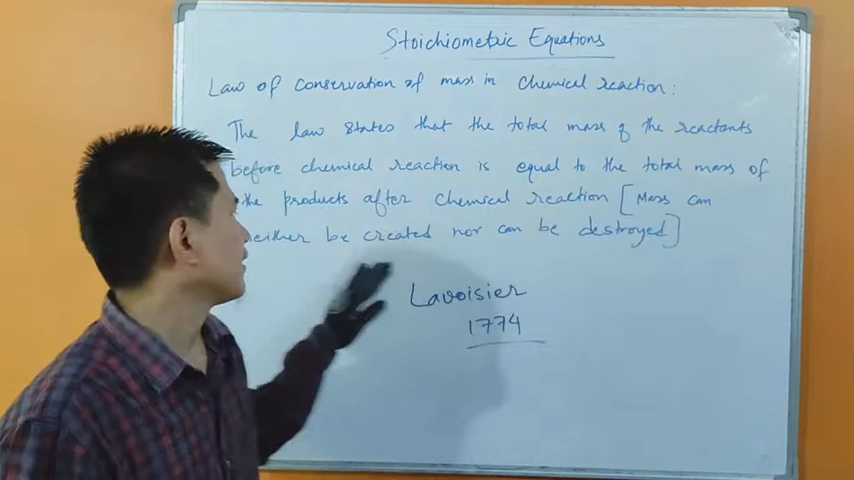 Stoichiometric Equations
Law of conservation of mass in Chemical reaction:
The law states that the total mass of the reactants
before chemical reaction is equal to the total mass of
the products after chemical reaction [Mass can
neither be created nor can be destroyed]
Lavoisier
1774